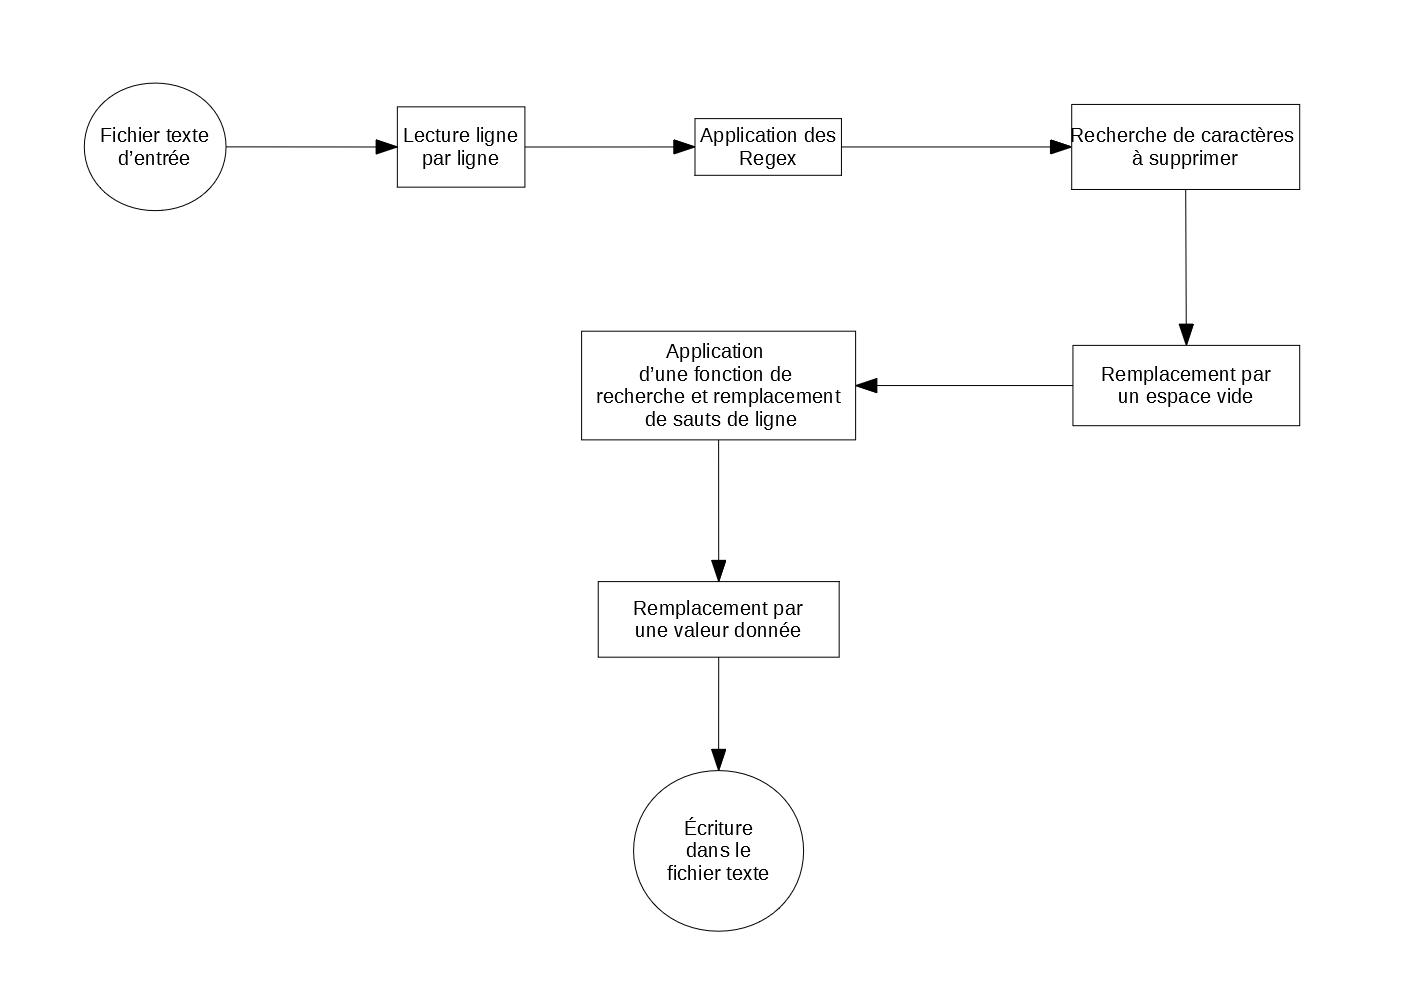 Fichier texte
d’entrée
Lecture ligne
par ligne
Application des
Regex
Recherche de caractères
à supprimer
Remplacement par
un espace vide
Application
d’une fonction de
recherche et remplacement
de sauts de ligne
Remplacement par
une valeur donnée
Écriture
dans le
fichier texte